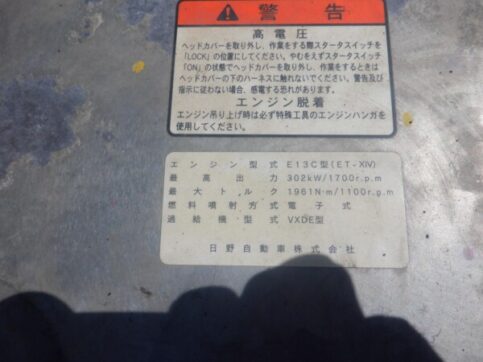 警告
高電圧
ヘッドカバーを取り外し、作業をする際スタータスイッチを
「LOCK」の位置にしてください。やむをえずスタータスイッチ
「ON」の状態でヘッドカバーを取り外し、作業をするときは
ヘッドカバーの下のハーネスに触れないでください。警告及び
指示に従わない場合、感電する恐れがあります。
エンジン脱着
エンジン吊り上げ時は必ず特殊工具のエンジンハンガを
使用してください。
エンジン型式 E13C型(ET-XIV)
最高出力 302kW/1700r.p.m
最大トルク 1961N·m/1100r.p.m
燃料噴射方式 電子式
過給機型式 VXDE型
日野自動車株式会社